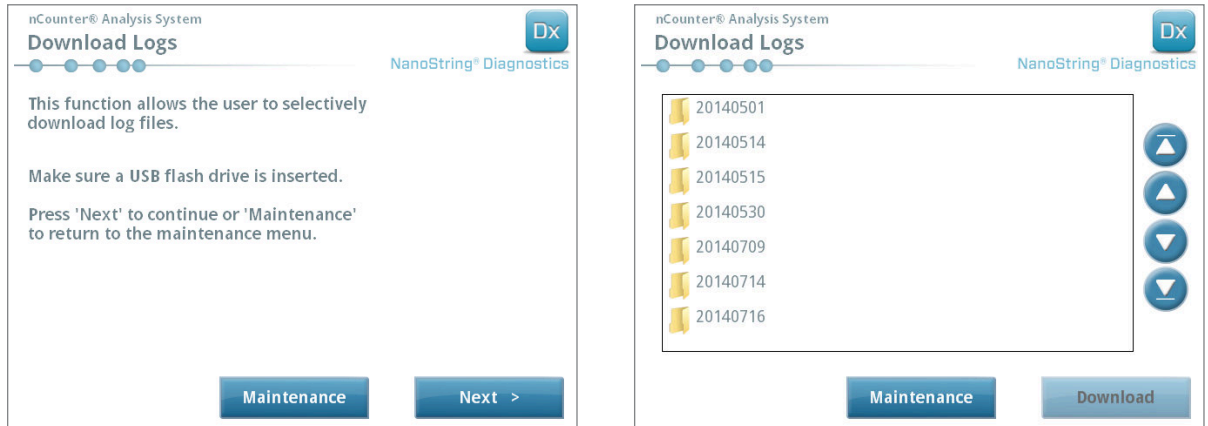 nCounter® Analysis System
Download Logs
Dx
NanoString® Diagnostics
This function allows the user to selectively
download log files.
Make sure a USB flash drive is inserted.
Press 'Next' to continue or 'Maintenance'
to return to the maintenance menu.
Maintenance
Next >
nCounter® Analysis System
Download Logs
Dx
NanoString® Diagnostics
20140501
20140514
20140515
20140530
20140709
20140714
20140716
Maintenance
Download